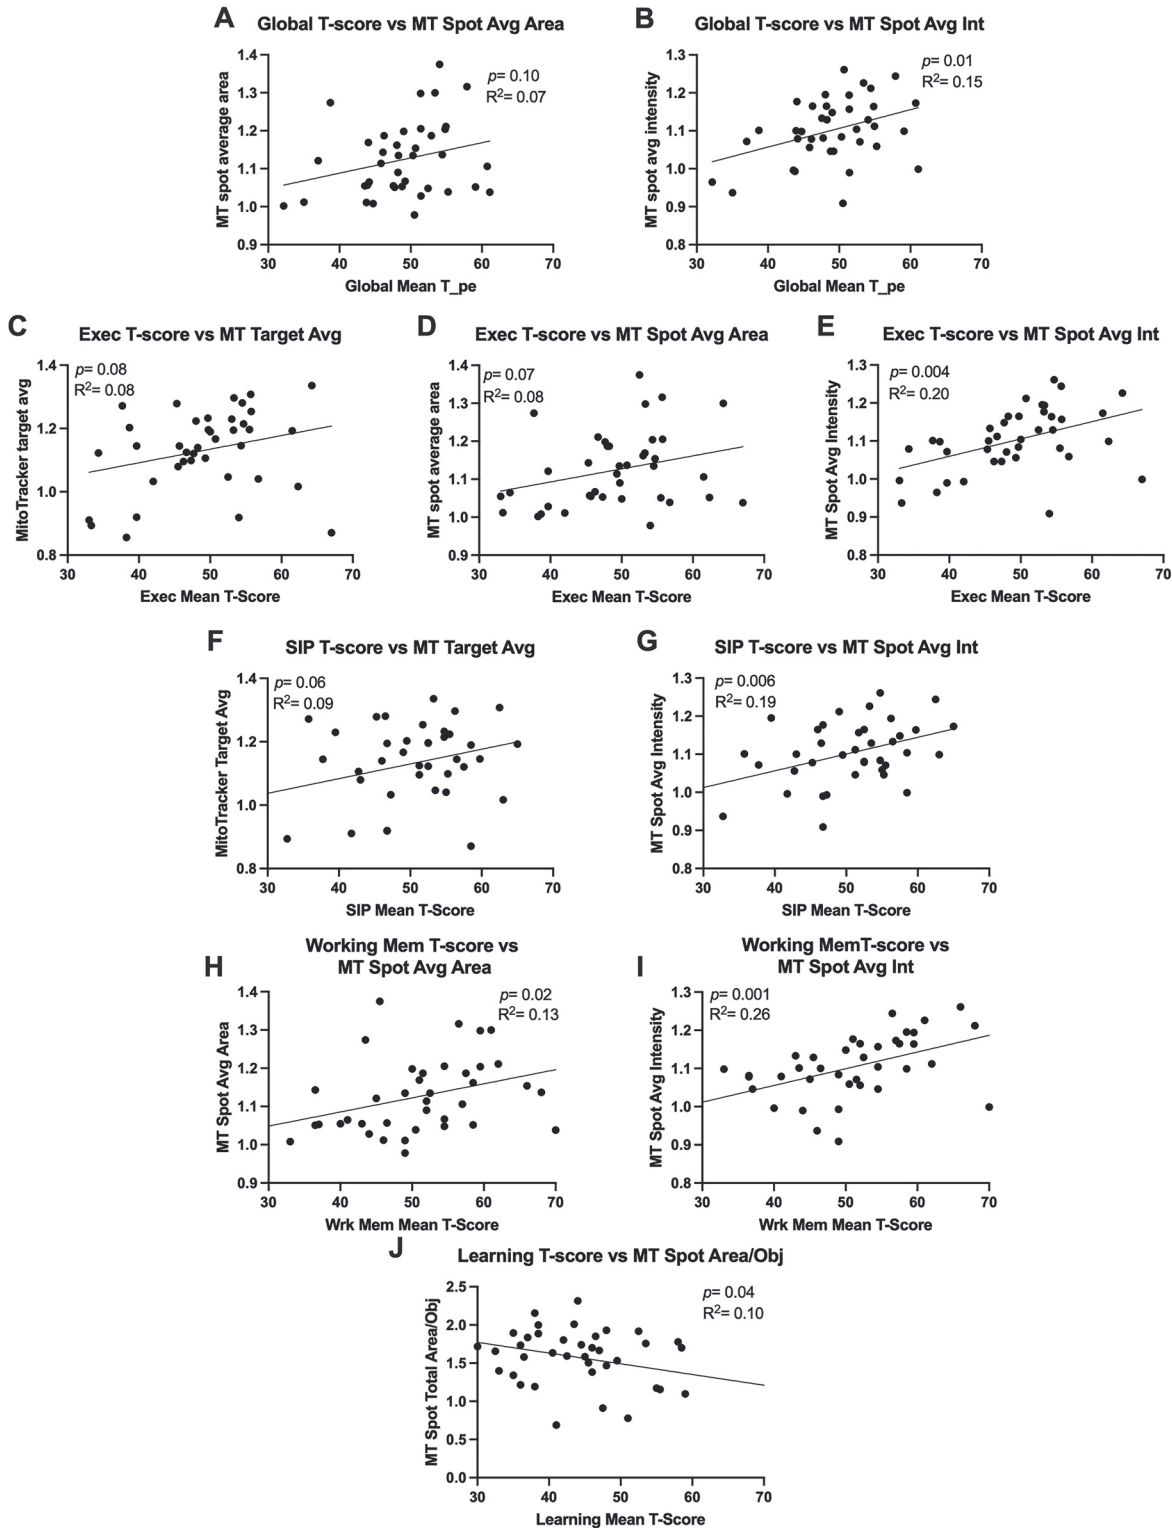 A
Global T-score vs MT Spot Avg Area
p= 0.10
R2= 0.07
MT spot average area
1.4
1.3
1.2
1.1
1.0
0.9
30 40 50 60 70
Global Mean T_pe
B
Global T-score vs MT Spot Avg Int
p= 0.01
R2= 0.15
MT spot avg intensity
1.3
1.2
1.1
1.0
0.9
0.8
30 40 50 60 70
Global Mean T_pe
C
Exec T-score vs MT Target Avg
p= 0.08
R2= 0.08
MitoTracker target avg
1.4
1.2
1.0
0.8
30 40 50 60 70
Exec Mean T-Score
D
Exec T-score vs MT Spot Avg Area
p= 0.07
R2= 0.08
MT spot average area
1.4
1.3
1.2
1.1
1.0
0.9
30 40 50 60 70
Exec Mean T-Score
E
Exec T-score vs MT Spot Avg Int
p= 0.004
R2= 0.20
MT Spot Avg Intensity
1.3
1.2
1.1
1.0
0.9
0.8
30 40 50 60 70
Exec Mean T-Score
F
SIP T-score vs MT Target Avg
p= 0.06
R2= 0.09
MitoTracker Target Avg
1.4
1.2
1.0
0.8
30 40 50 60 70
SIP Mean T-Score
G
SIP T-score vs MT Spot Avg Int
p= 0.006
R2= 0.19
MT Spot Avg Intensity
1.3
1.2
1.1
1.0
0.9
0.8
30 40 50 60 70
SIP Mean T-Score
H
Working Mem T-score vs
MT Spot Avg Area
p= 0.02
R2= 0.13
MT Spot Avg Area
1.4
1.3
1.2
1.1
1.0
0.9
30 40 50 60 70
Wrk Mem Mean T-Score
I
Working MemT-score vs
MT Spot Avg Int
p= 0.001
R2= 0.26
MT Spot Avg Intensity
1.3
1.2
1.1
1.0
0.9
0.8
30 40 50 60 70
Wrk Mem Mean T-Score
J
Learning T-score vs MT Spot Area/Obj
p= 0.04
R2= 0.10
MT Spot Total Area/Obj
2.5
2.0
1.5
1.0
0.5
0.0
30 40 50 60 70
Learning Mean T-Score